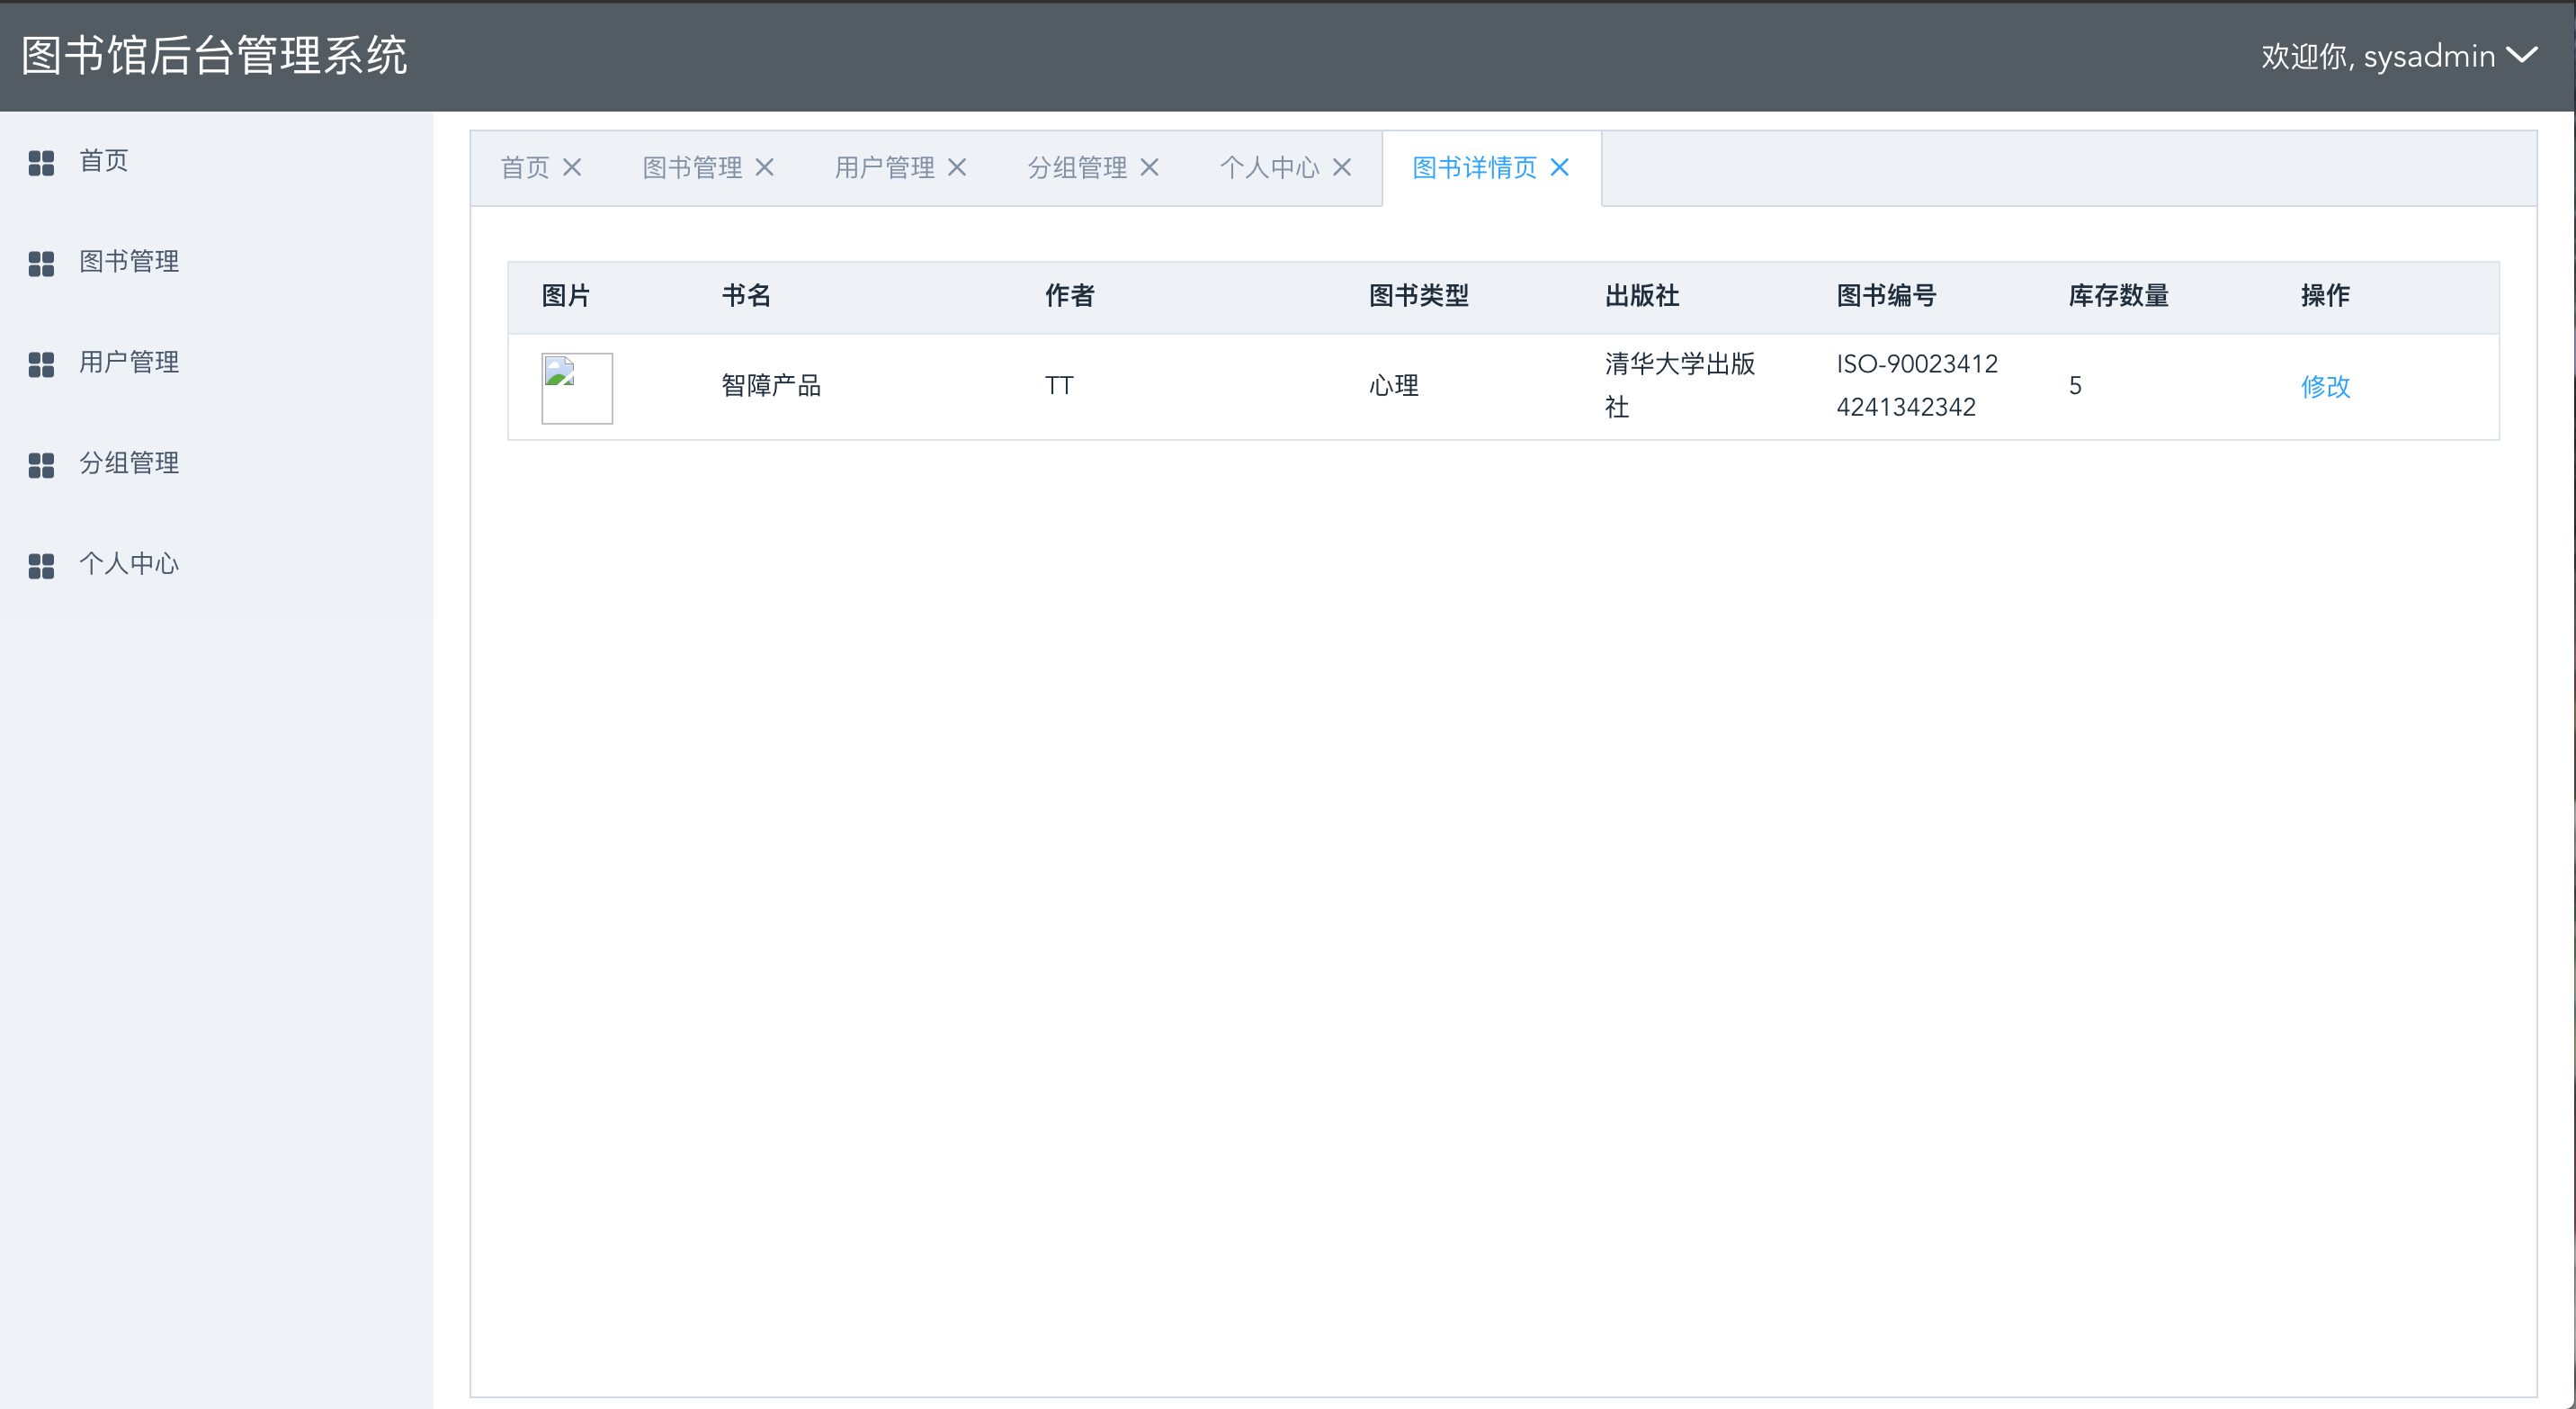 图书馆后台管理系统
欢迎你, sysadmin
首页
图书管理
用户管理
分组管理
个人中心
首页 图书管理 用户管理 分组管理 个人中心 图书详情页
图片 书名 作者 图书类型 出版社 图书编号 库存数量 操作
智障产品 TT 心理 清华大学出版 ISO-90023412 5 修改
社 4241342342